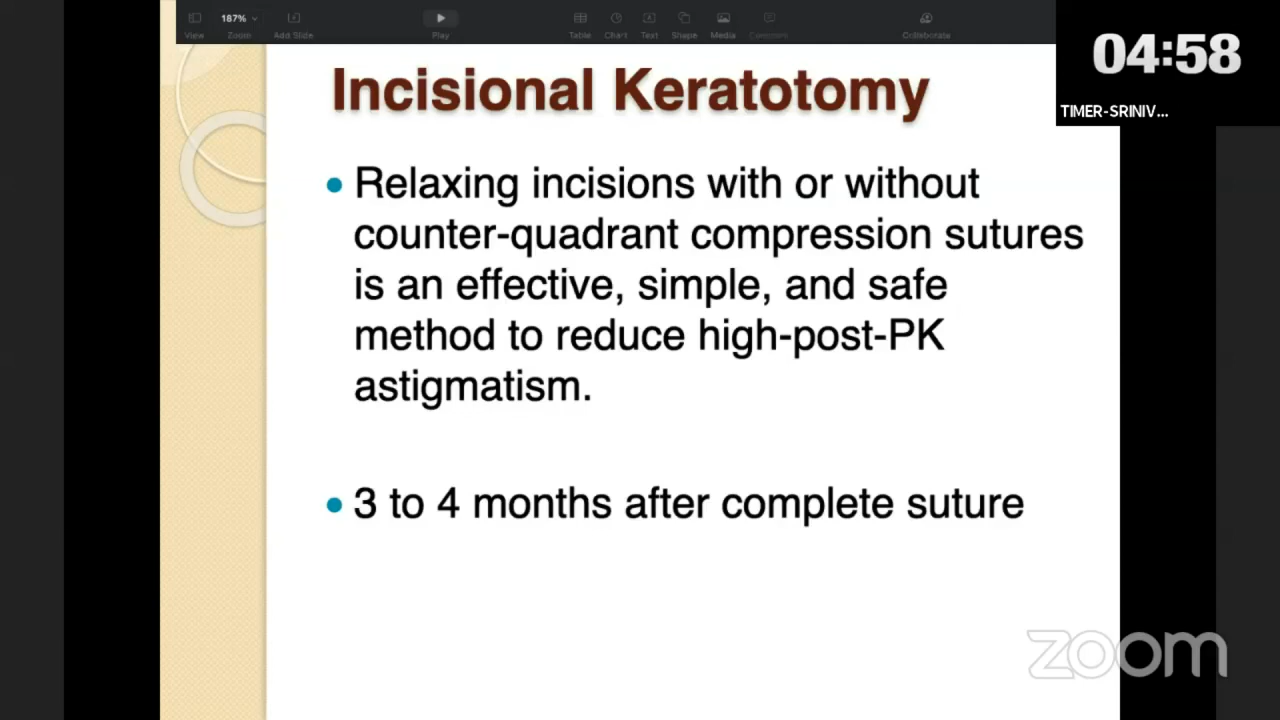 187%
View
Zoom
Add Slide
Play
Table
Chart
Text
Shape
Media
Comment
Collaborate
04:58
TIMER-SRINIV...
Incisional Keratotomy
• Relaxing incisions with or without
counter-quadrant compression sutures
is an effective, simple, and safe
method to reduce high-post-PK
astigmatism.
• 3 to 4 months after complete suture
zoom